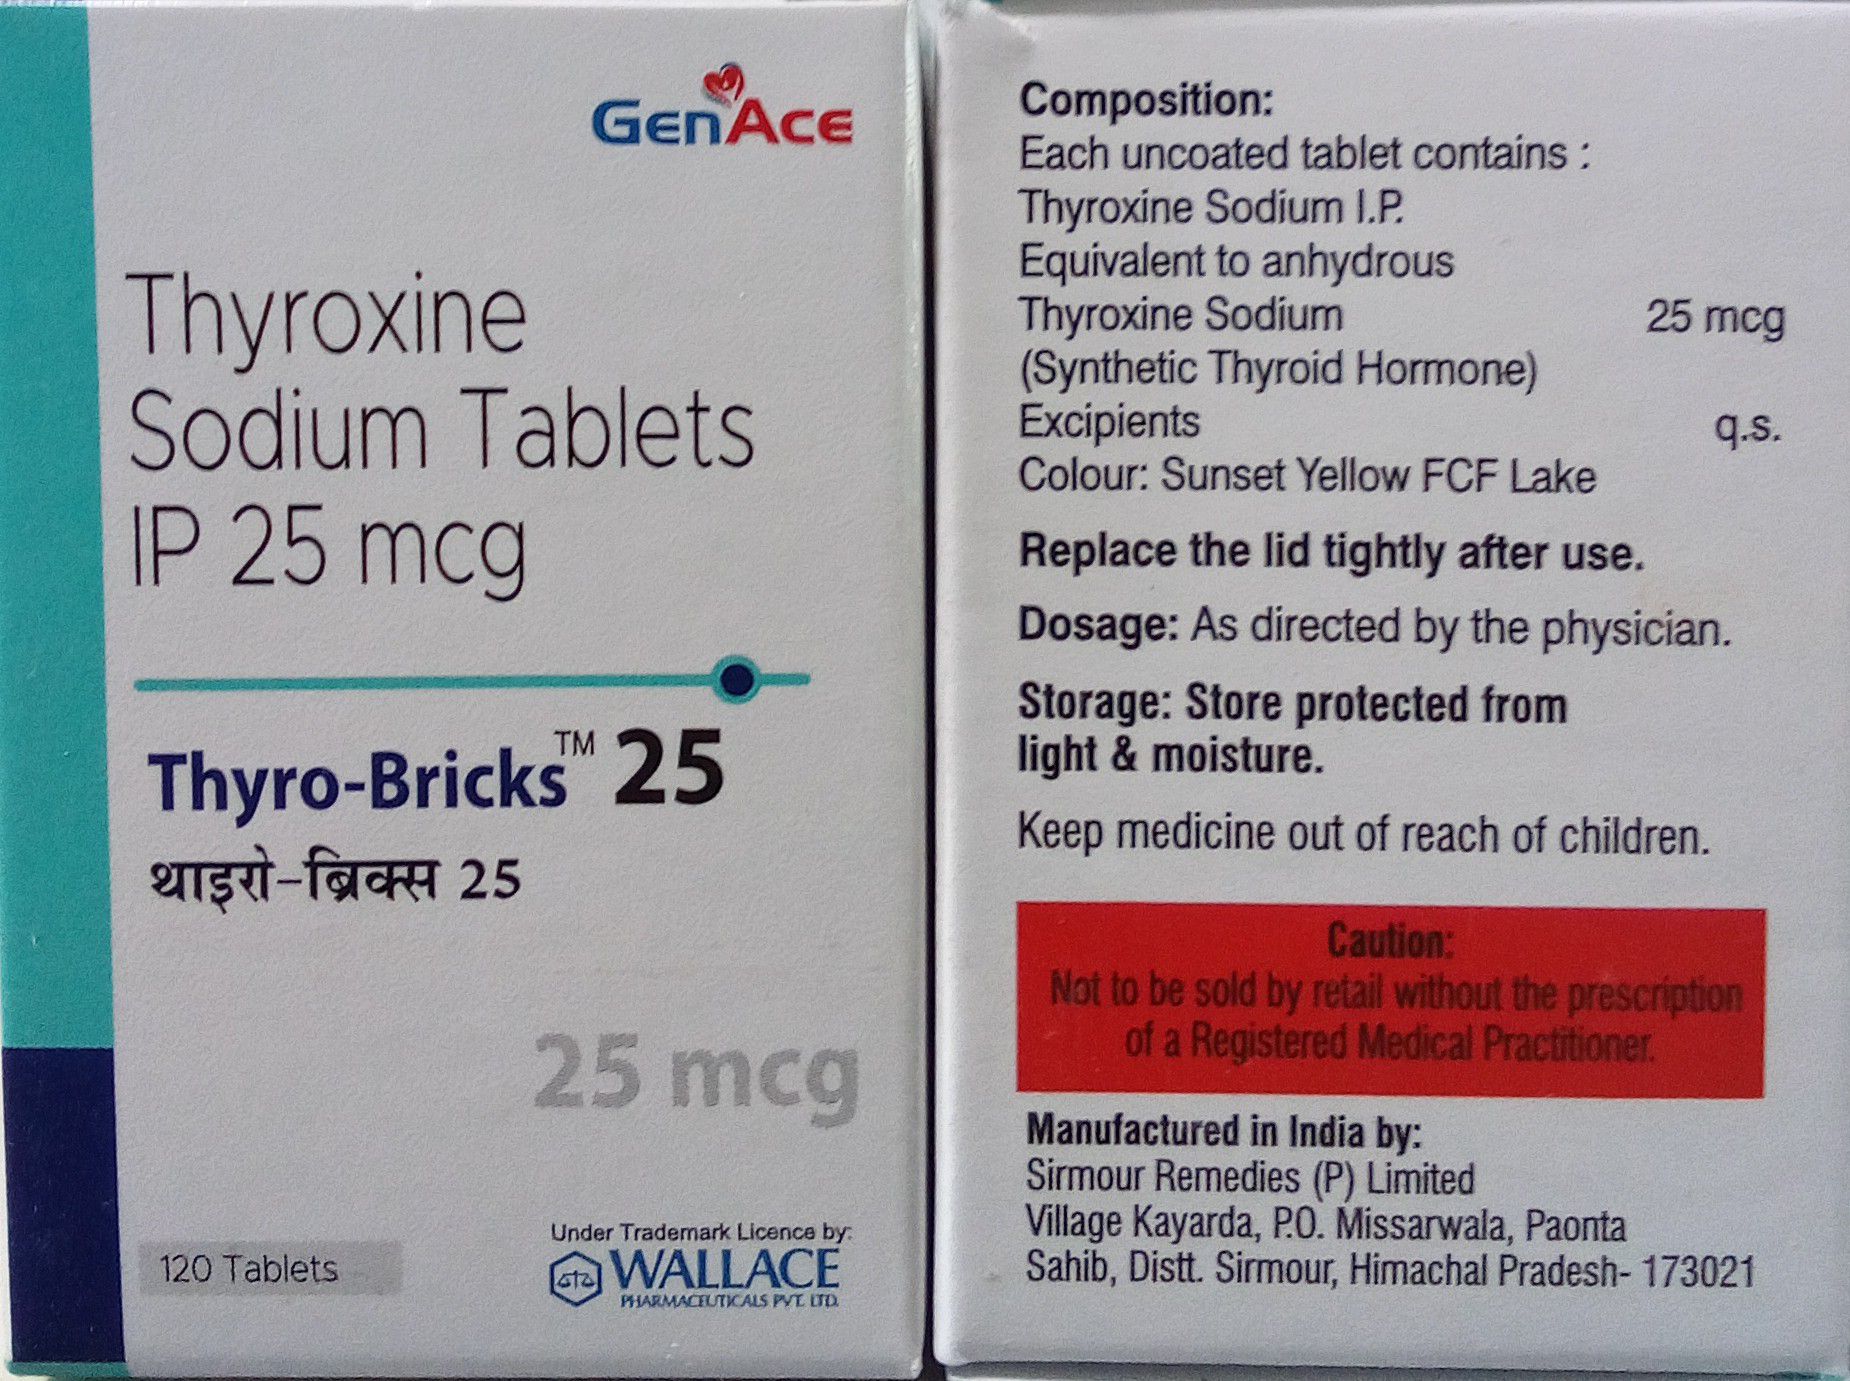 GenAce
Thyroxine
Sodium Tablets
IP 25 mcg
Thyro-Bricks™ 25
थाइरो-ब्रिक्स 25
25 mcg
120 Tablets
Under Trademark Licence by:
WALLACE
PHARMACEUTICALS PVT. LTD.
Composition:
Each uncoated tablet contains :
Thyroxine Sodium I.P.
Equivalent to anhydrous
Thyroxine Sodium 25 mcg
(Synthetic Thyroid Hormone)
Excipients q.s.
Colour: Sunset Yellow FCF Lake
Replace the lid tightly after use.
Dosage: As directed by the physician.
Storage: Store protected from
light & moisture.
Keep medicine out of reach of children.
Caution:
Not to be sold by retail without the prescription
of a Registered Medical Practitioner.
Manufactured in India by:
Sirmour Remedies (P) Limited
Village Kayarda, P.O. Missarwala, Paonta
Sahib, Distt. Sirmour, Himachal Pradesh- 173021